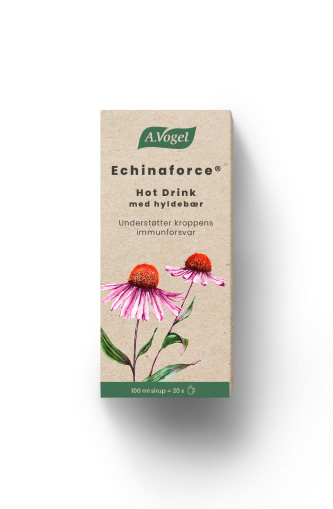 A.Vogel
Echinaforce®
Hot Drink
med hyldebær
Understøtter kroppens
immunforsvar
100 ml sirup = 20 x